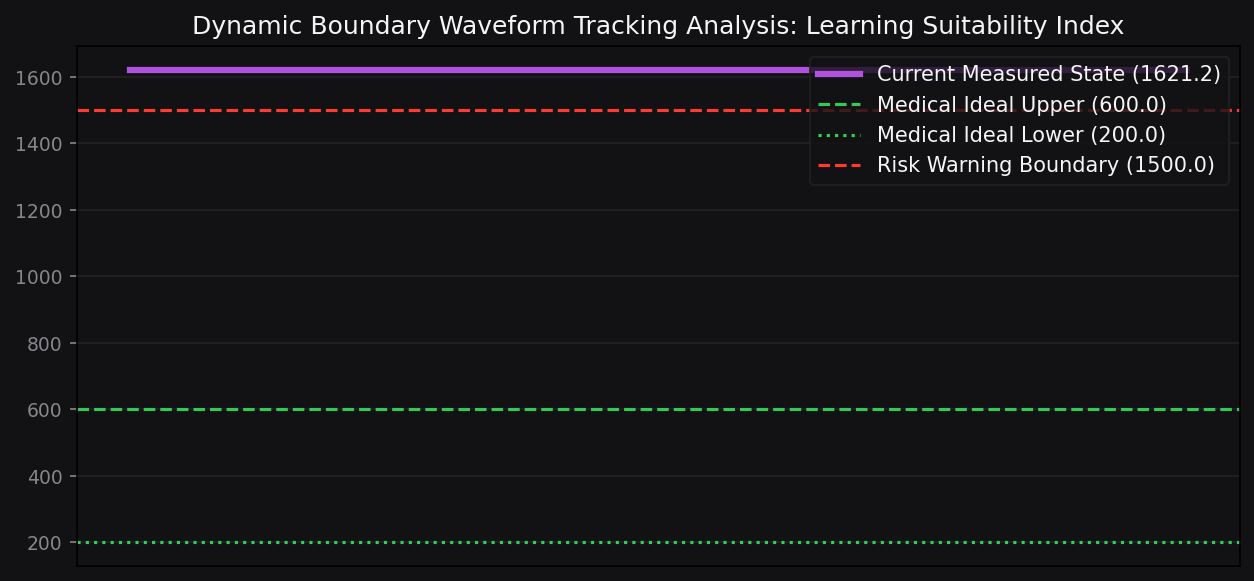 Dynamic Boundary Waveform Tracking Analysis: Learning Suitability Index
1600
1400
1200
1000
800
600
400
200
Current Measured State (1621.2)
Medical Ideal Upper (600.0)
Medical Ideal Lower (200.0)
Risk Warning Boundary (1500.0)